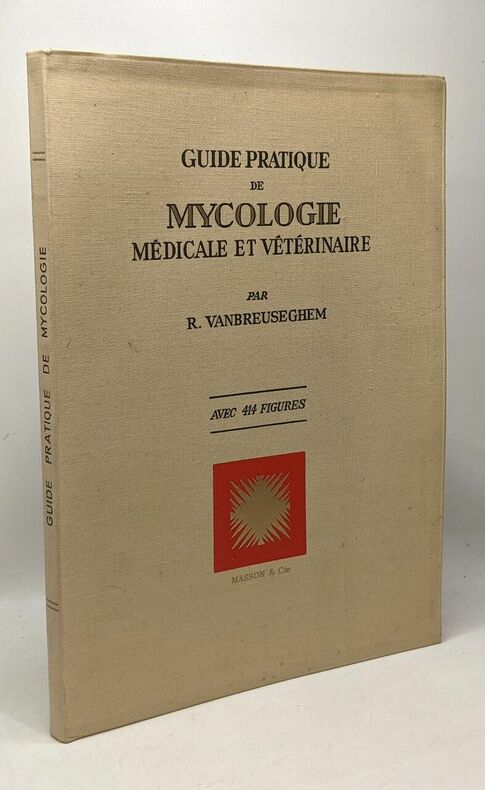 GUIDE PRATIQUE
DE
MYCOLOGIE
MÉDICALE ET VÉTÉRINAIRE
PAR
R. VANBREUSEGHEM
AVEC 414 FIGURES
MASSON & Cie
GUIDE PRATIQUE DE MYCOLOGIE